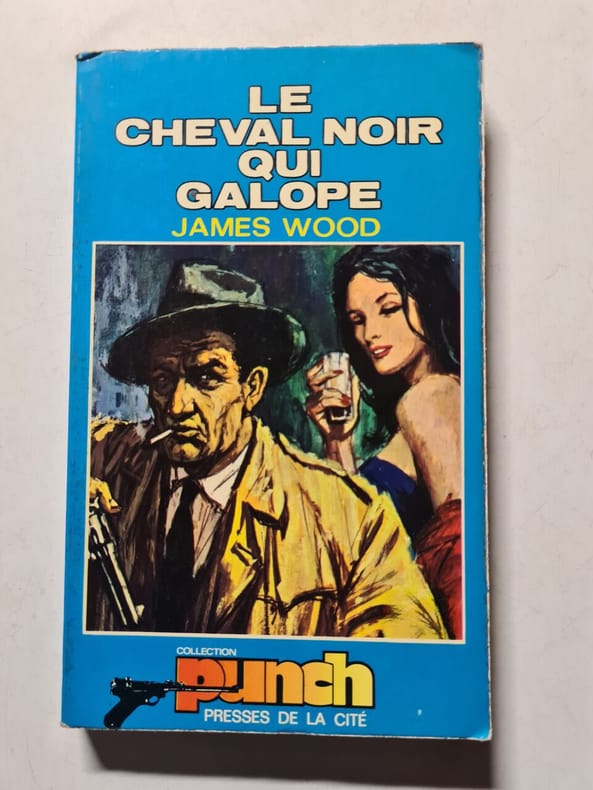 LE
CHEVAL NOIR
QUI
GALOPE
JAMES WOOD
COLLECTION
punch
PRESSES DE LA CITÉ